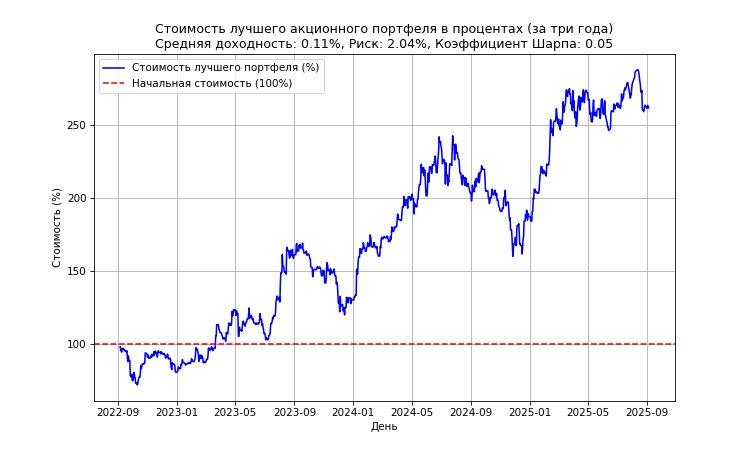 Стоимость лучшего акционного портфеля в процентах (за три года)
Средняя доходность: 0.11%, Риск: 2.04%, Коэффициент Шарпа: 0.05
Стоимость лучшего портфеля (%)
Начальная стоимость (100%)
Стоимость (%)
250
200
150
100
2022-09 2023-01 2023-05 2023-09 2024-01 2024-05 2024-09 2025-01 2025-05 2025-09
День